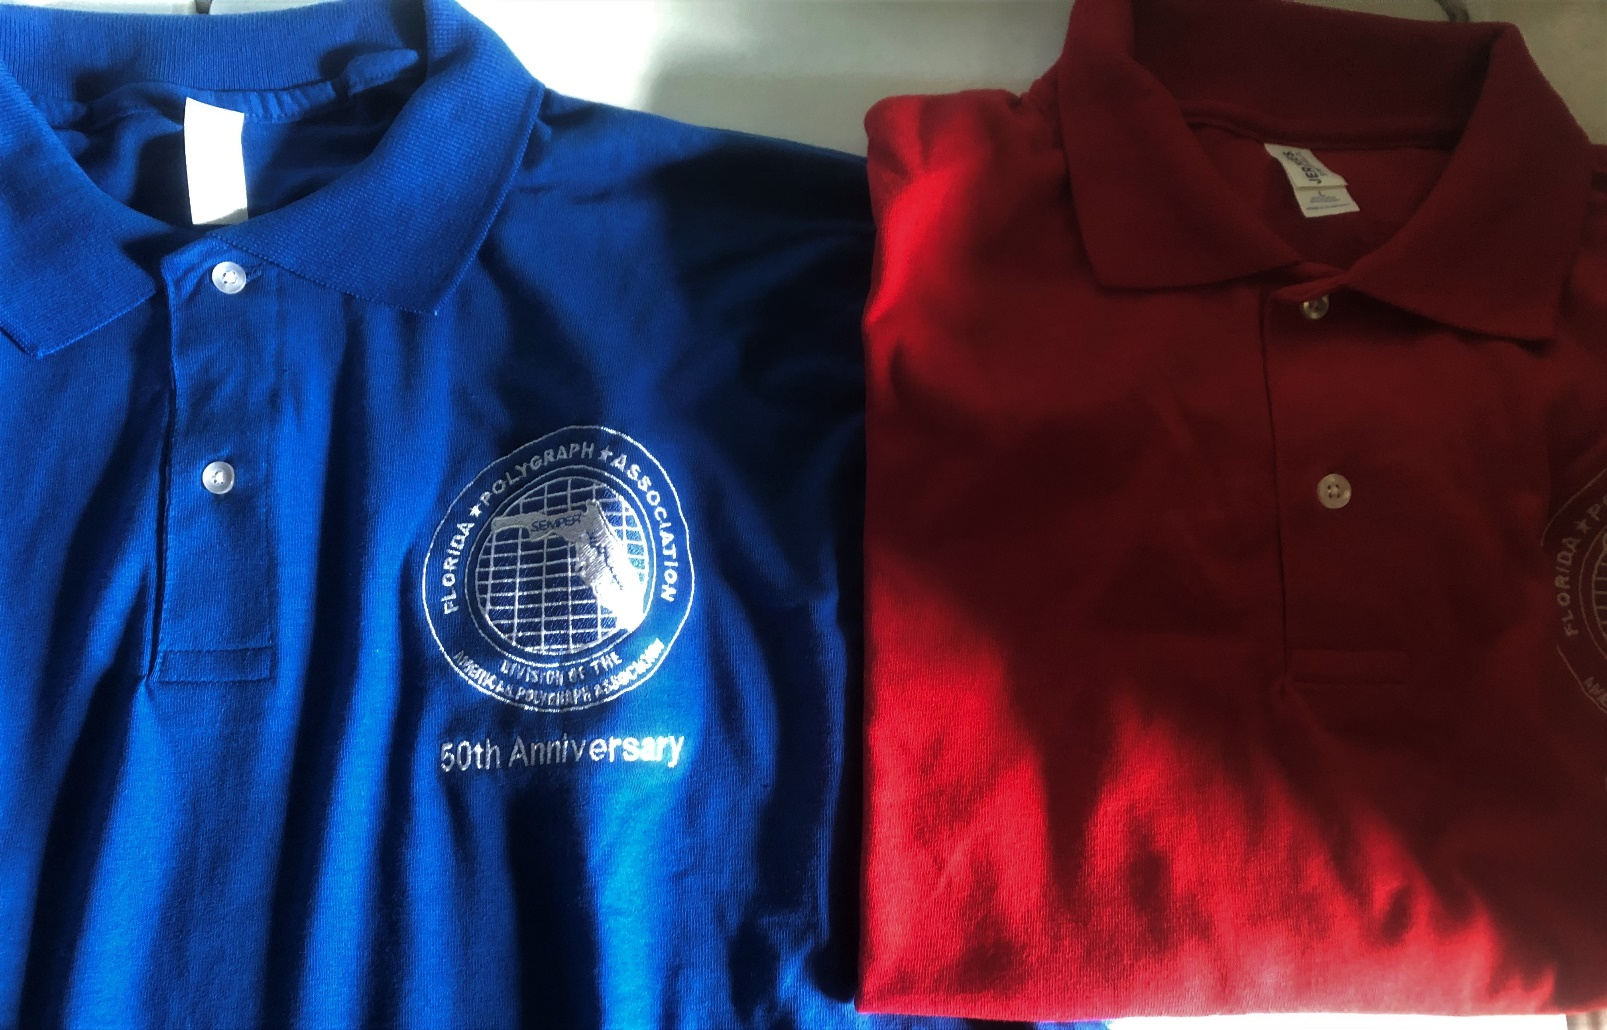 FLORIDA ★ POLYGRAPH ★ ASSOCIATION
SEMPER
DIVISION OF THE
AMERICAN POLYGRAPH ASSOCIATION
50th Anniversary
JERZEES
L
FLORIDA ★